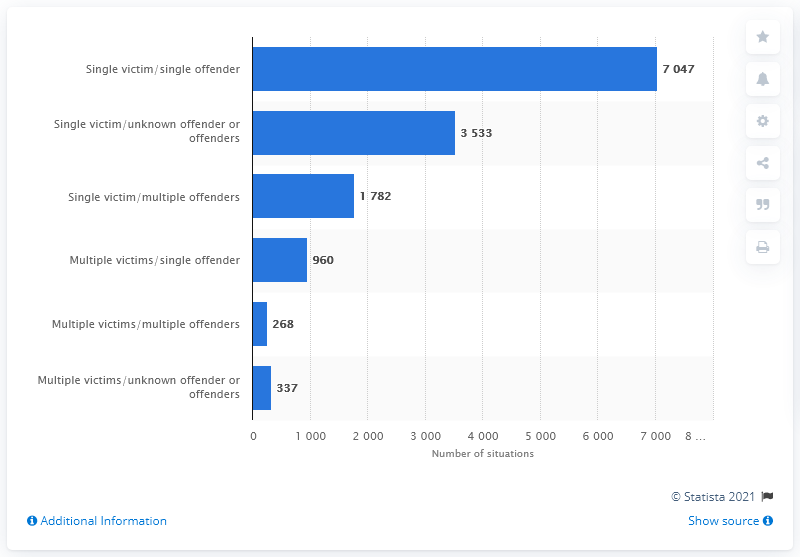 Single victim/single offender
7 047
Single victim/unknown offender or
offenders
3 533
Single victim/multiple offenders
1 782
Multiple victims/single offender
960
Multiple victims/multiple offenders
268
Multiple victims/unknown offender or
offenders
337
0 1 000 2 000 3 000 4 000 5 000 6 000 7 000 8 ...
Number of situations
© Statista 2021
Additional Information
Show source